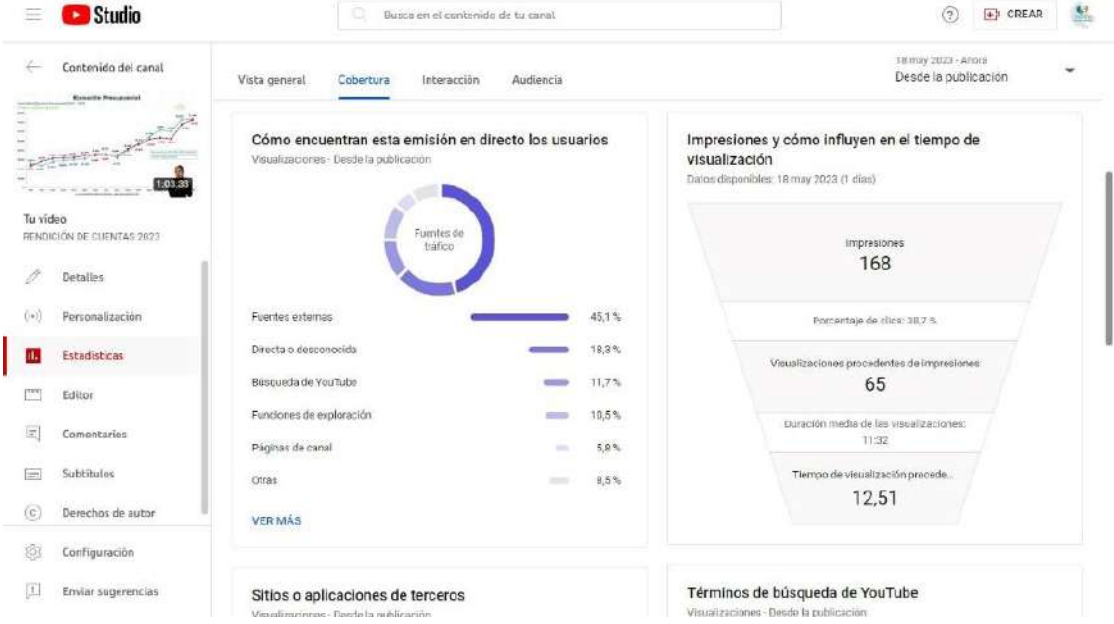 Studio
Busca en el contenido de tu canal
CREAR
Contenido del canal
Ejecución Presupuestal
1:03:33
Tu vídeo
RENDICIÓN DE CUENTAS 2023
Detalles
Personalización
Estadísticas
Editor
Comentarios
Subtítulos
Derechos de autor
Configuración
Enviar sugerencias
Vista general
Cobertura
Interacción
Audiencia
18 may 2023 - Ahora
Desde la publicación
Cómo encuentran esta emisión en directo los usuarios
Visualizaciones · Desde la publicación
Fuentes de
tráfico
Fuentes externas 45,1 %
Directa o desconocida 18,3 %
Búsqueda de YouTube 11,7 %
Funciones de exploración 10,5 %
Páginas de canal 5,8 %
Otras 8,5 %
VER MÁS
Impresiones y cómo influyen en el tiempo de
visualización
Datos disponibles: 18 may 2023 (1 días)
Impresiones
168
Porcentaje de clics: 38,7 %
Visualizaciones procedentes de impresiones
65
Duración media de las visualizaciones:
11:32
Tiempo de visualización procede...
12,51
Sitios o aplicaciones de terceros
Visualizaciones · Desde la publicación
Términos de búsqueda de YouTube
Visualizaciones · Desde la publicación